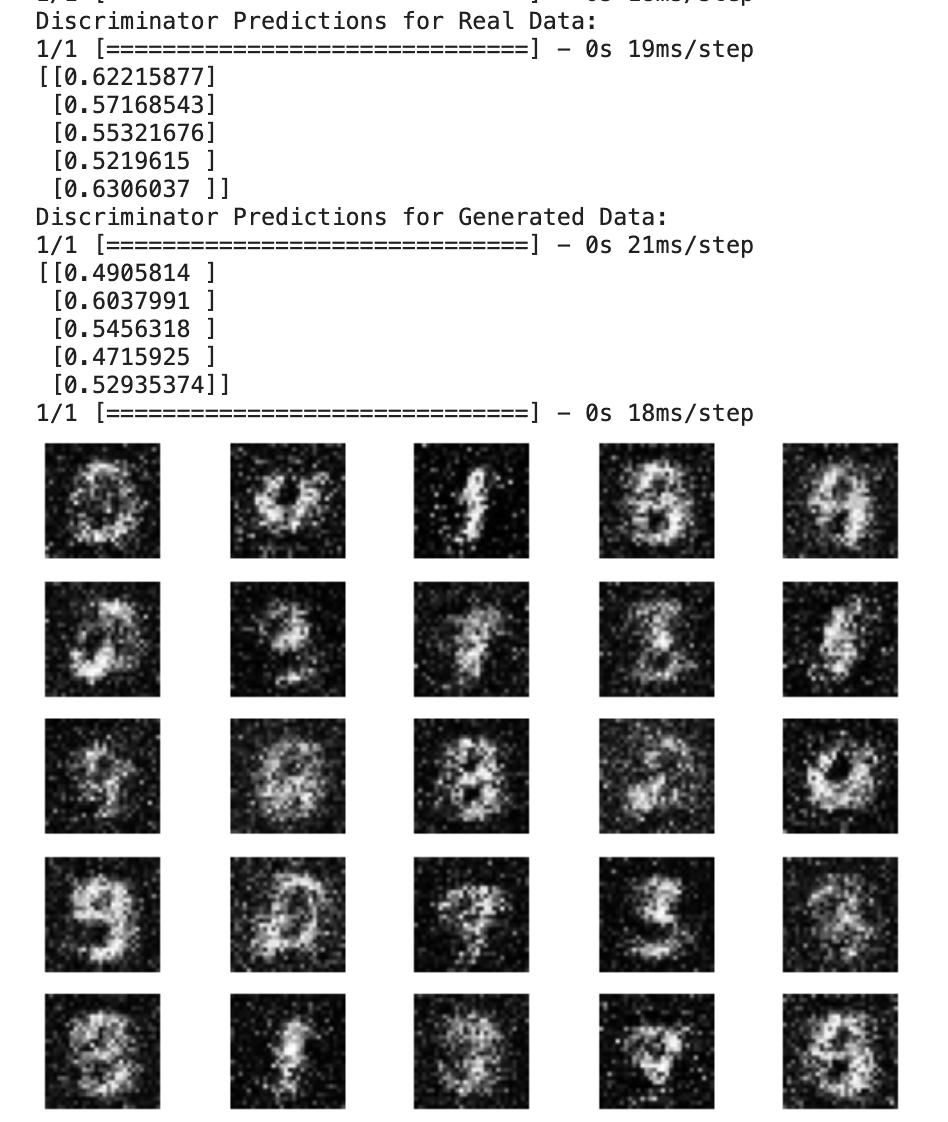 Discriminator Predictions for Real Data:
1/1 [==============================] - 0s 19ms/step
[[0.62215877]
 [0.57168543]
 [0.55321676]
 [0.5219615 ]
 [0.6306037 ]]
Discriminator Predictions for Generated Data:
1/1 [==============================] - 0s 21ms/step
[[0.4905814 ]
 [0.6037991 ]
 [0.5456318 ]
 [0.4715925 ]
 [0.52935374]]
1/1 [==============================] - 0s 18ms/step